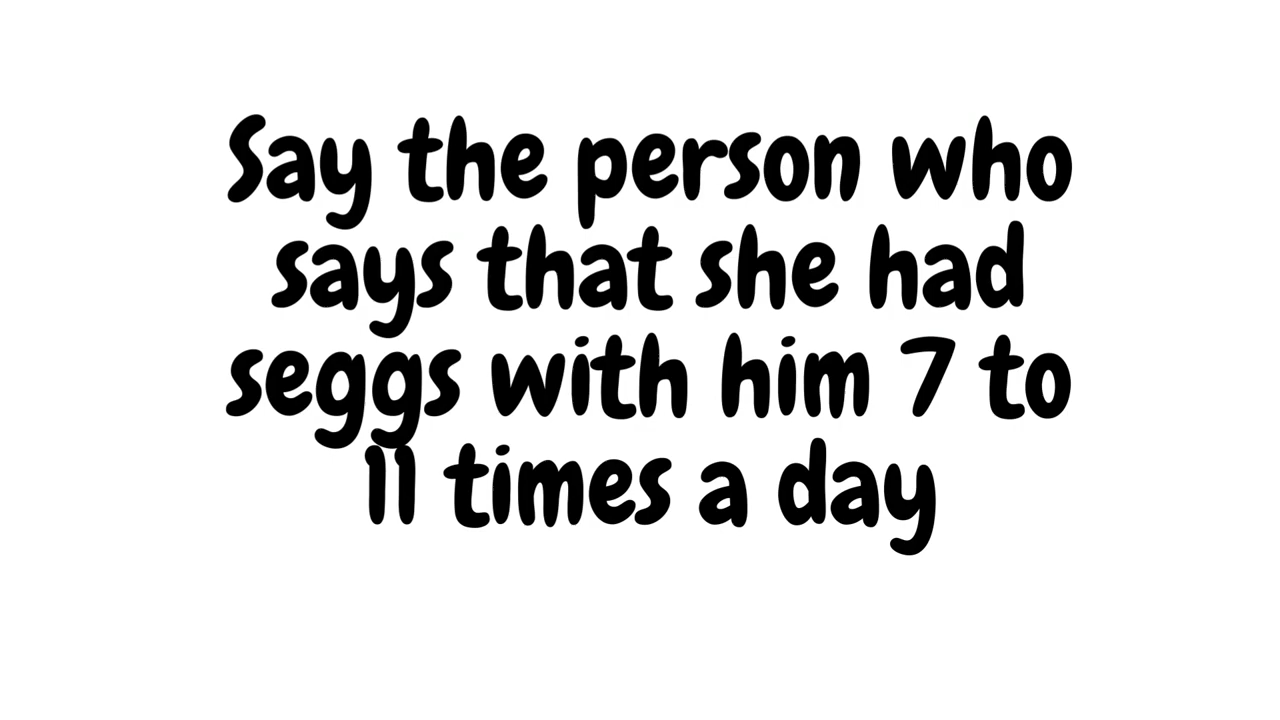 Say the person who
says that she had
seggs with him 7 to
11 times a day